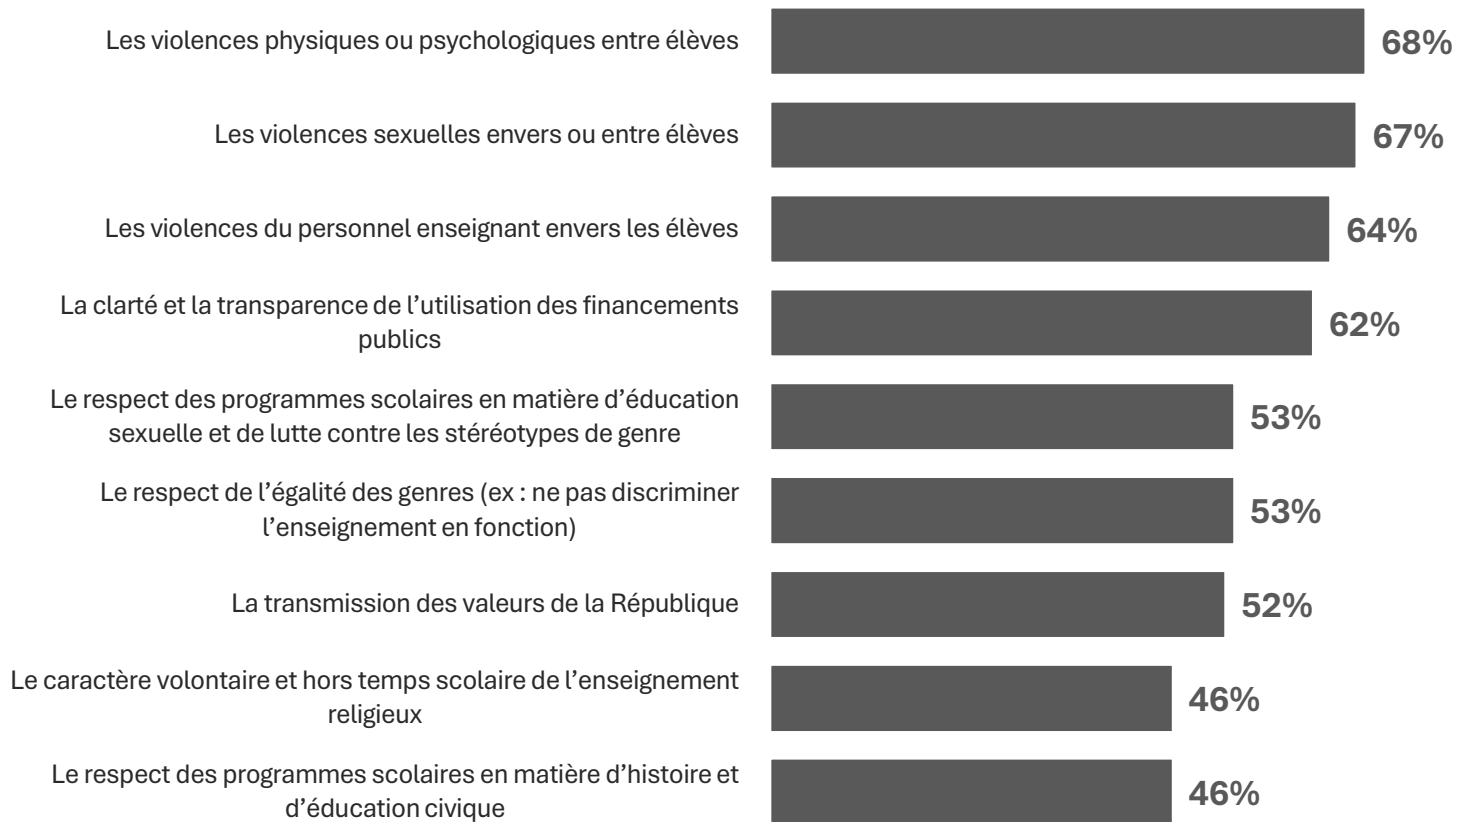 Les violences physiques ou psychologiques entre élèves
68%
Les violences sexuelles envers ou entre élèves
67%
Les violences du personnel enseignant envers les élèves
64%
La clarté et la transparence de l’utilisation des financements
publics
62%
Le respect des programmes scolaires en matière d’éducation
sexuelle et de lutte contre les stéréotypes de genre
53%
Le respect de l’égalité des genres (ex : ne pas discriminer
l’enseignement en fonction)
53%
La transmission des valeurs de la République
52%
Le caractère volontaire et hors temps scolaire de l’enseignement
religieux
46%
Le respect des programmes scolaires en matière d’histoire et
d’éducation civique
46%